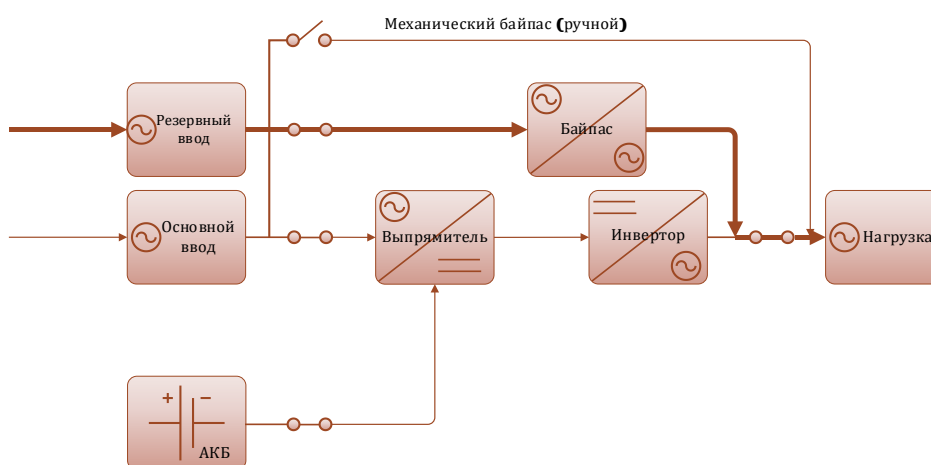 Механический байпас (ручной)
Резервный
ввод
Байпас
Основной
ввод
Выпрямитель
Инвертор
Нагрузка
+ −
АКБ